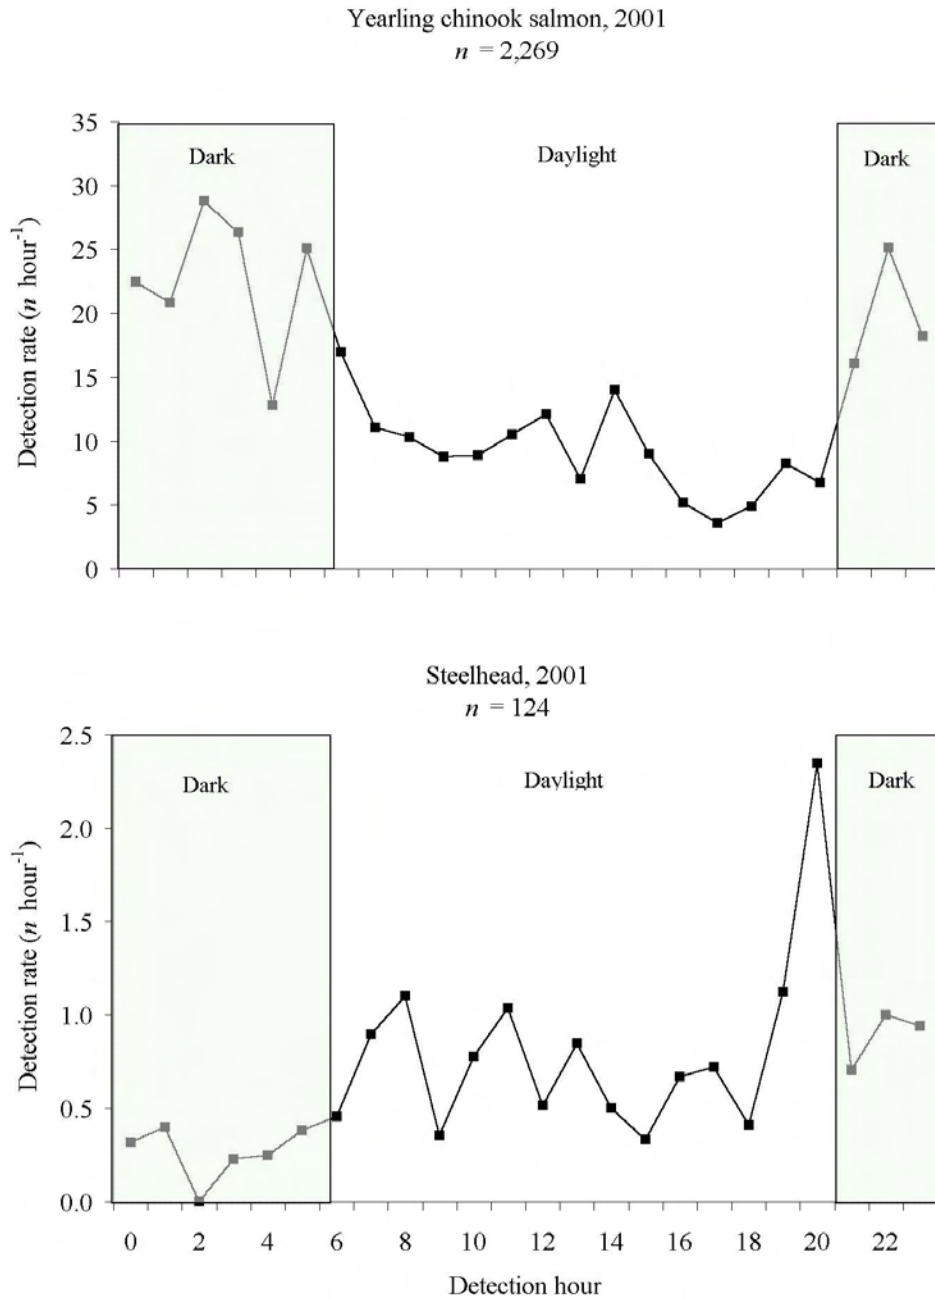 Yearling chinook salmon, 2001
n = 2,269
35
30
25
20
15
10
5
0
Detection rate (n hour-1)
Dark
Daylight
Dark
Steelhead, 2001
n = 124
2.5
2.0
1.5
1.0
0.5
0.0
Detection rate (n hour-1)
Dark
Daylight
Dark
0 2 4 6 8 10 12 14 16 18 20 22
Detection hour